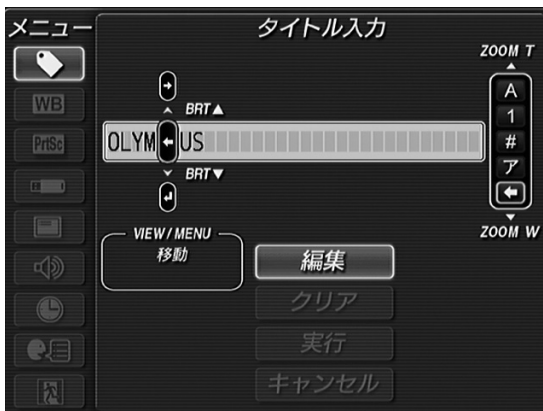 メニュー
タイトル入力
ZOOM T
WB
PrtSc
BRT▲
OLYM US
BRT▼
A
1
#
ア
ZOOM W
VIEW/MENU
移動
編集
クリア
実行
キャンセル